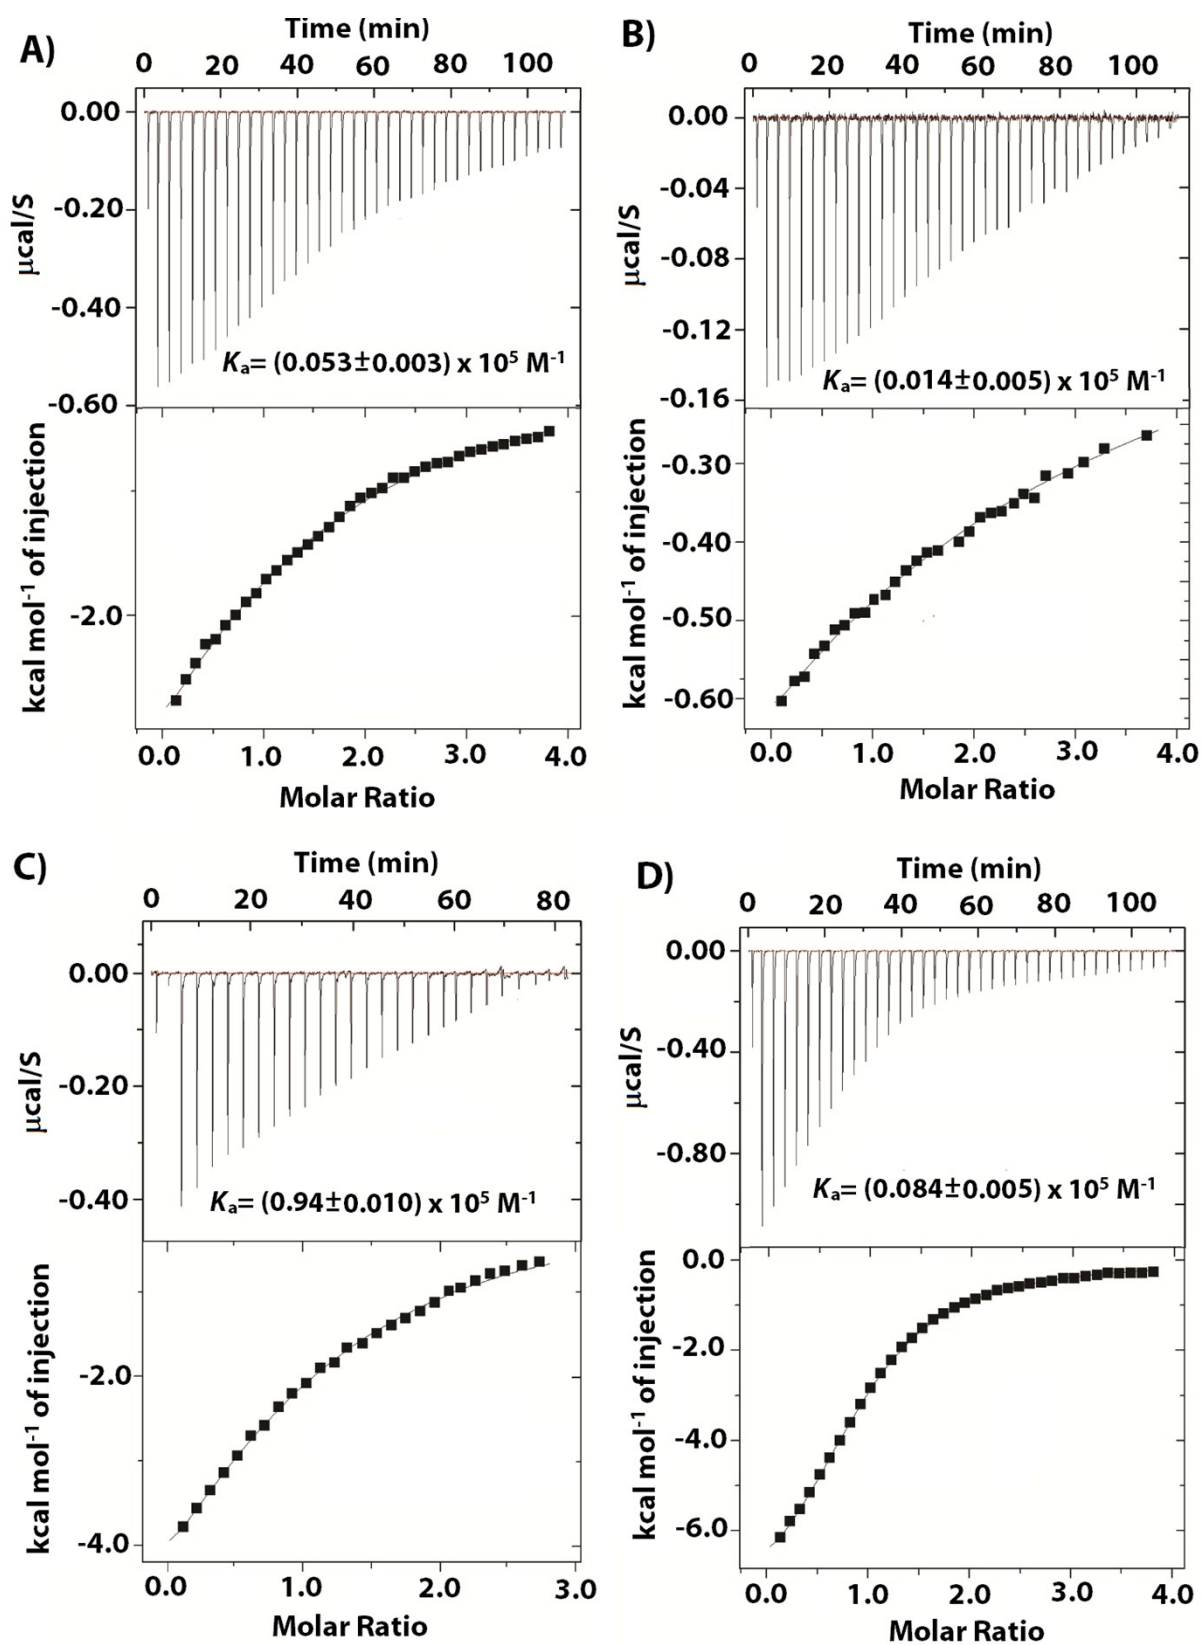 A)
Time (min)
0 20 40 60 80 100
0.00
-0.20
-0.40
-0.60
μcal/S
Ka= (0.053±0.003) x 10⁵ M⁻¹
-2.0
kcal mol⁻¹ of injection
0.0 1.0 2.0 3.0 4.0
Molar Ratio
B)
Time (min)
0 20 40 60 80 100
0.00
-0.04
-0.08
-0.12
-0.16
μcal/S
Ka= (0.014±0.005) x 10⁵ M⁻¹
-0.30
-0.40
-0.50
-0.60
kcal mol⁻¹ of injection
0.0 1.0 2.0 3.0 4.0
Molar Ratio
C)
Time (min)
0 20 40 60 80
0.00
-0.20
-0.40
μcal/S
Ka= (0.94±0.010) x 10⁵ M⁻¹
-2.0
-4.0
kcal mol⁻¹ of injection
0.0 1.0 2.0 3.0
Molar Ratio
D)
Time (min)
0 20 40 60 80 100
0.00
-0.40
-0.80
μcal/S
Ka= (0.084±0.005) x 10⁵ M⁻¹
0.0
-2.0
-4.0
-6.0
kcal mol⁻¹ of injection
0.0 1.0 2.0 3.0 4.0
Molar Ratio